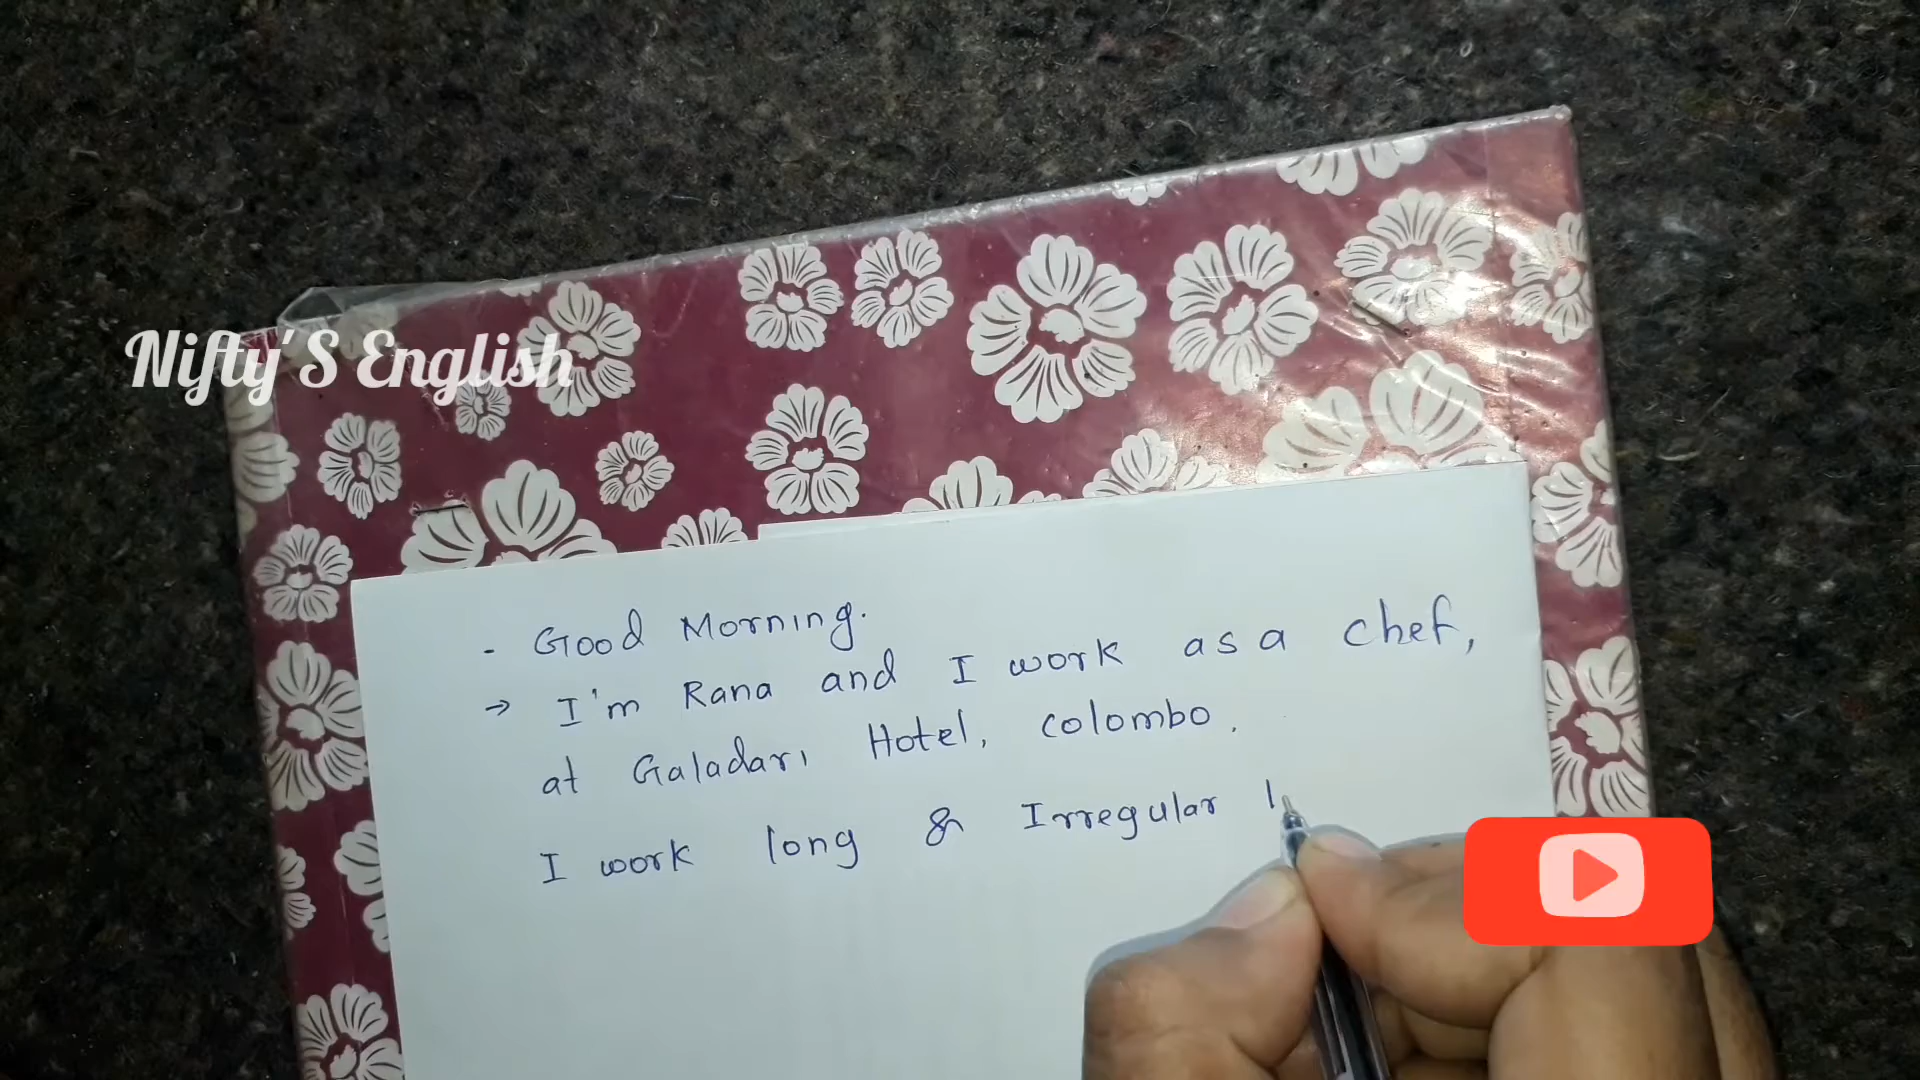 Nifty'S English
- Good Morning.
→ I'm Rana and I work as a chef,
at Galadari Hotel, colombo.
I work long & Irregular